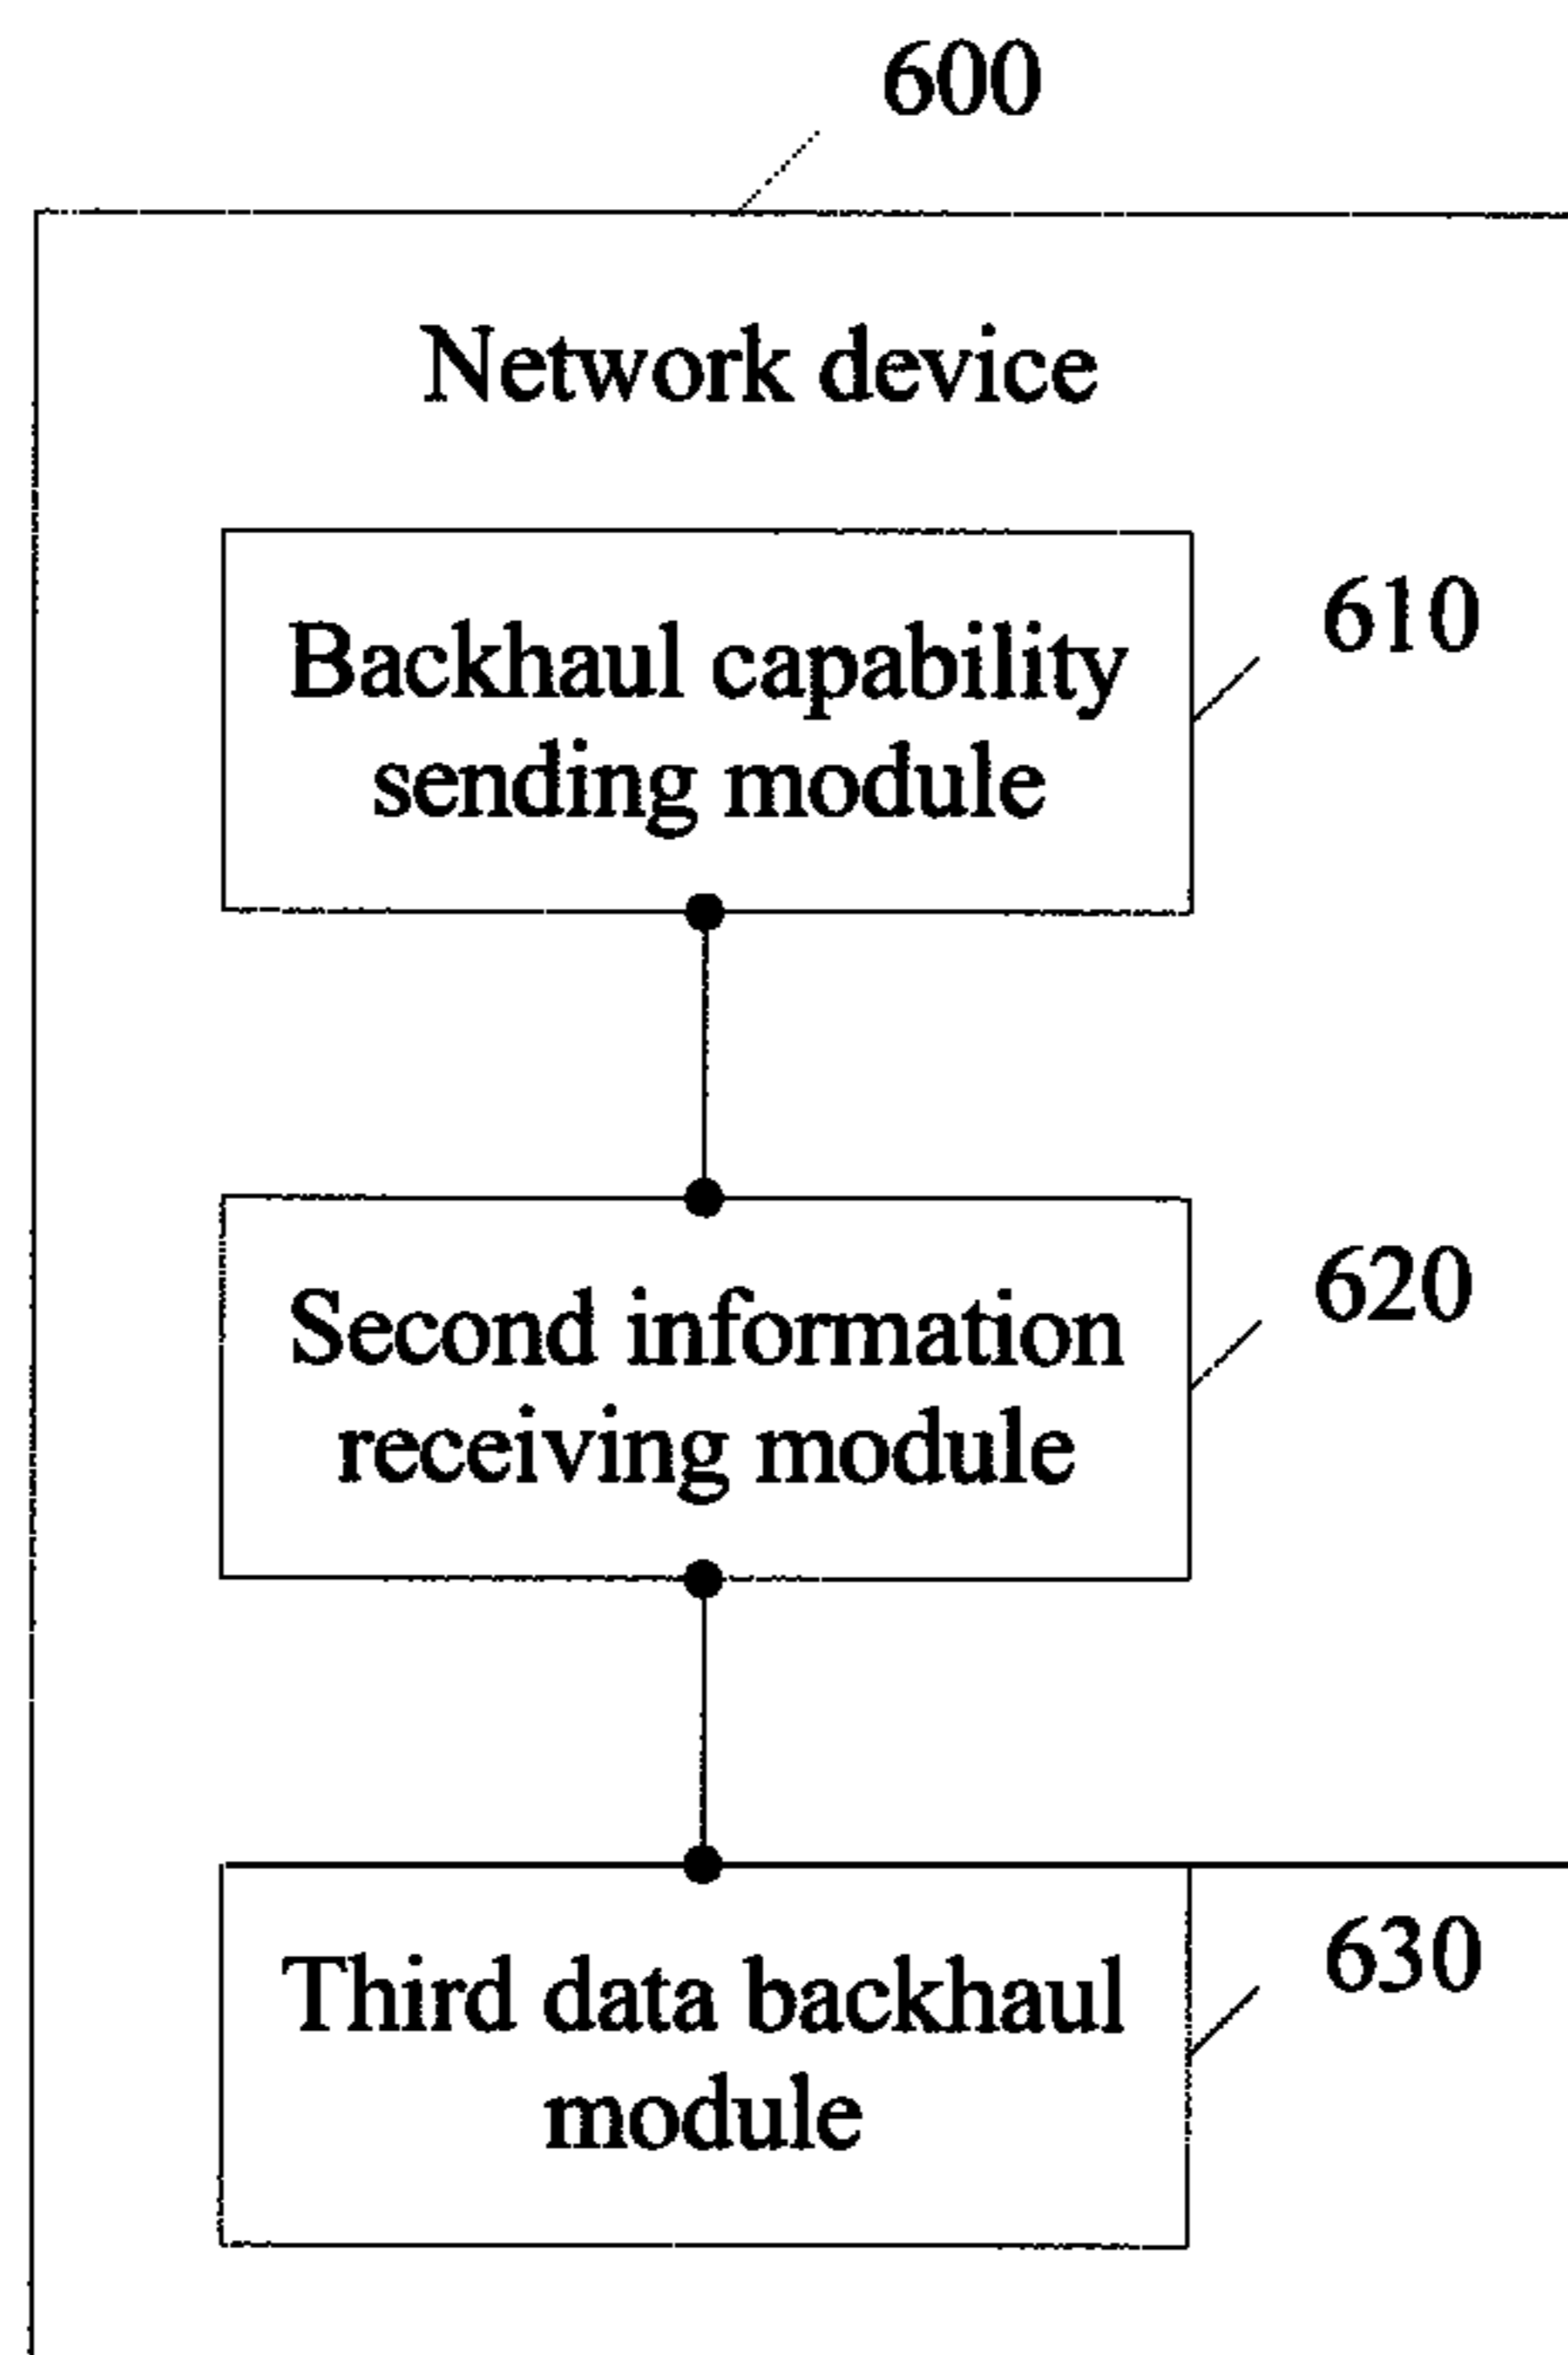 600
Network device
Backhaul capability
sending module
610
Second information
receiving module
620
Third data backhaul
module
630